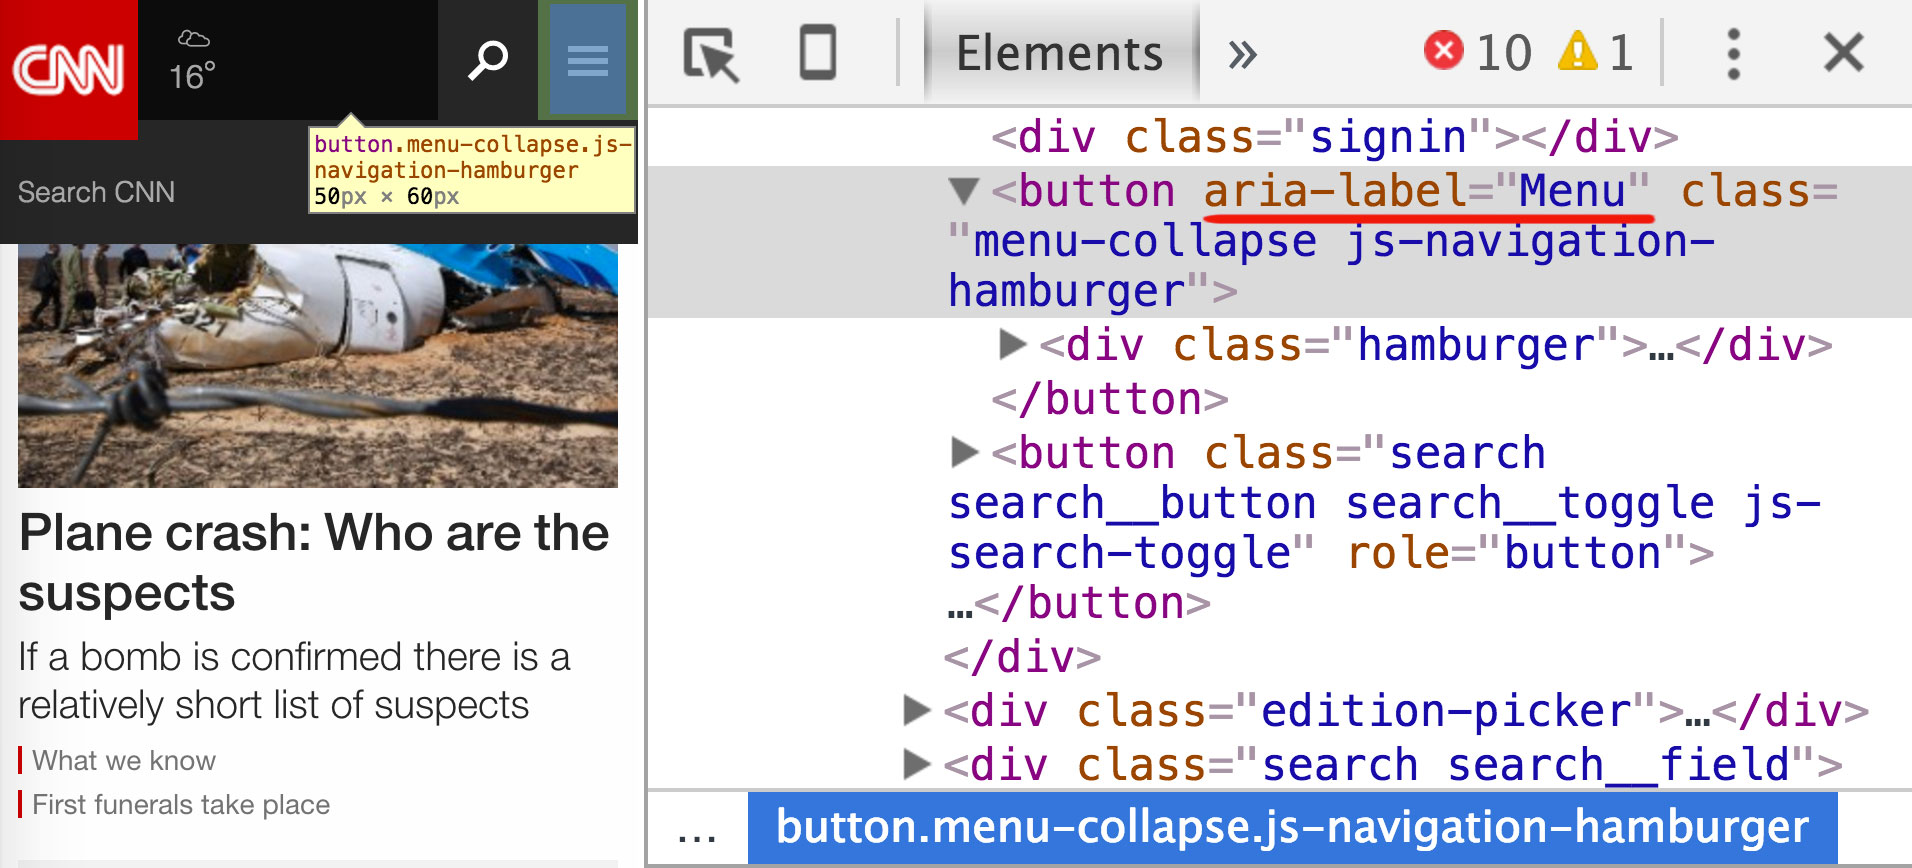 CNN
16°
button.menu-collapse.js-
navigation-hamburger
50px × 60px
Search CNN
Plane crash: Who are the
suspects
If a bomb is confirmed there is a
relatively short list of suspects
What we know
First funerals take place
Elements » 10 1
<div class="signin"></div>
<button aria-label="Menu" class=
"menu-collapse js-navigation-
hamburger">
<div class="hamburger">…</div>
</button>
<button class="search
search__button search__toggle js-
search-toggle" role="button">
…</button>
</div>
<div class="edition-picker">…</div>
<div class="search search__field">
... button.menu-collapse.js-navigation-hamburger